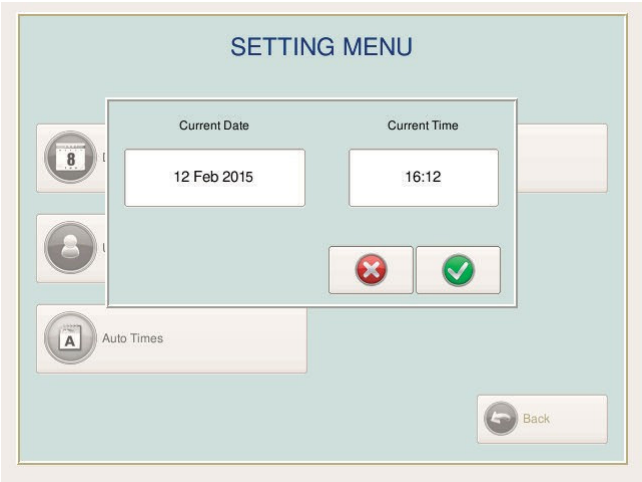 SETTING MENU
Current Date
Current Time
12 Feb 2015
16:12
8
A
Auto Times
Back